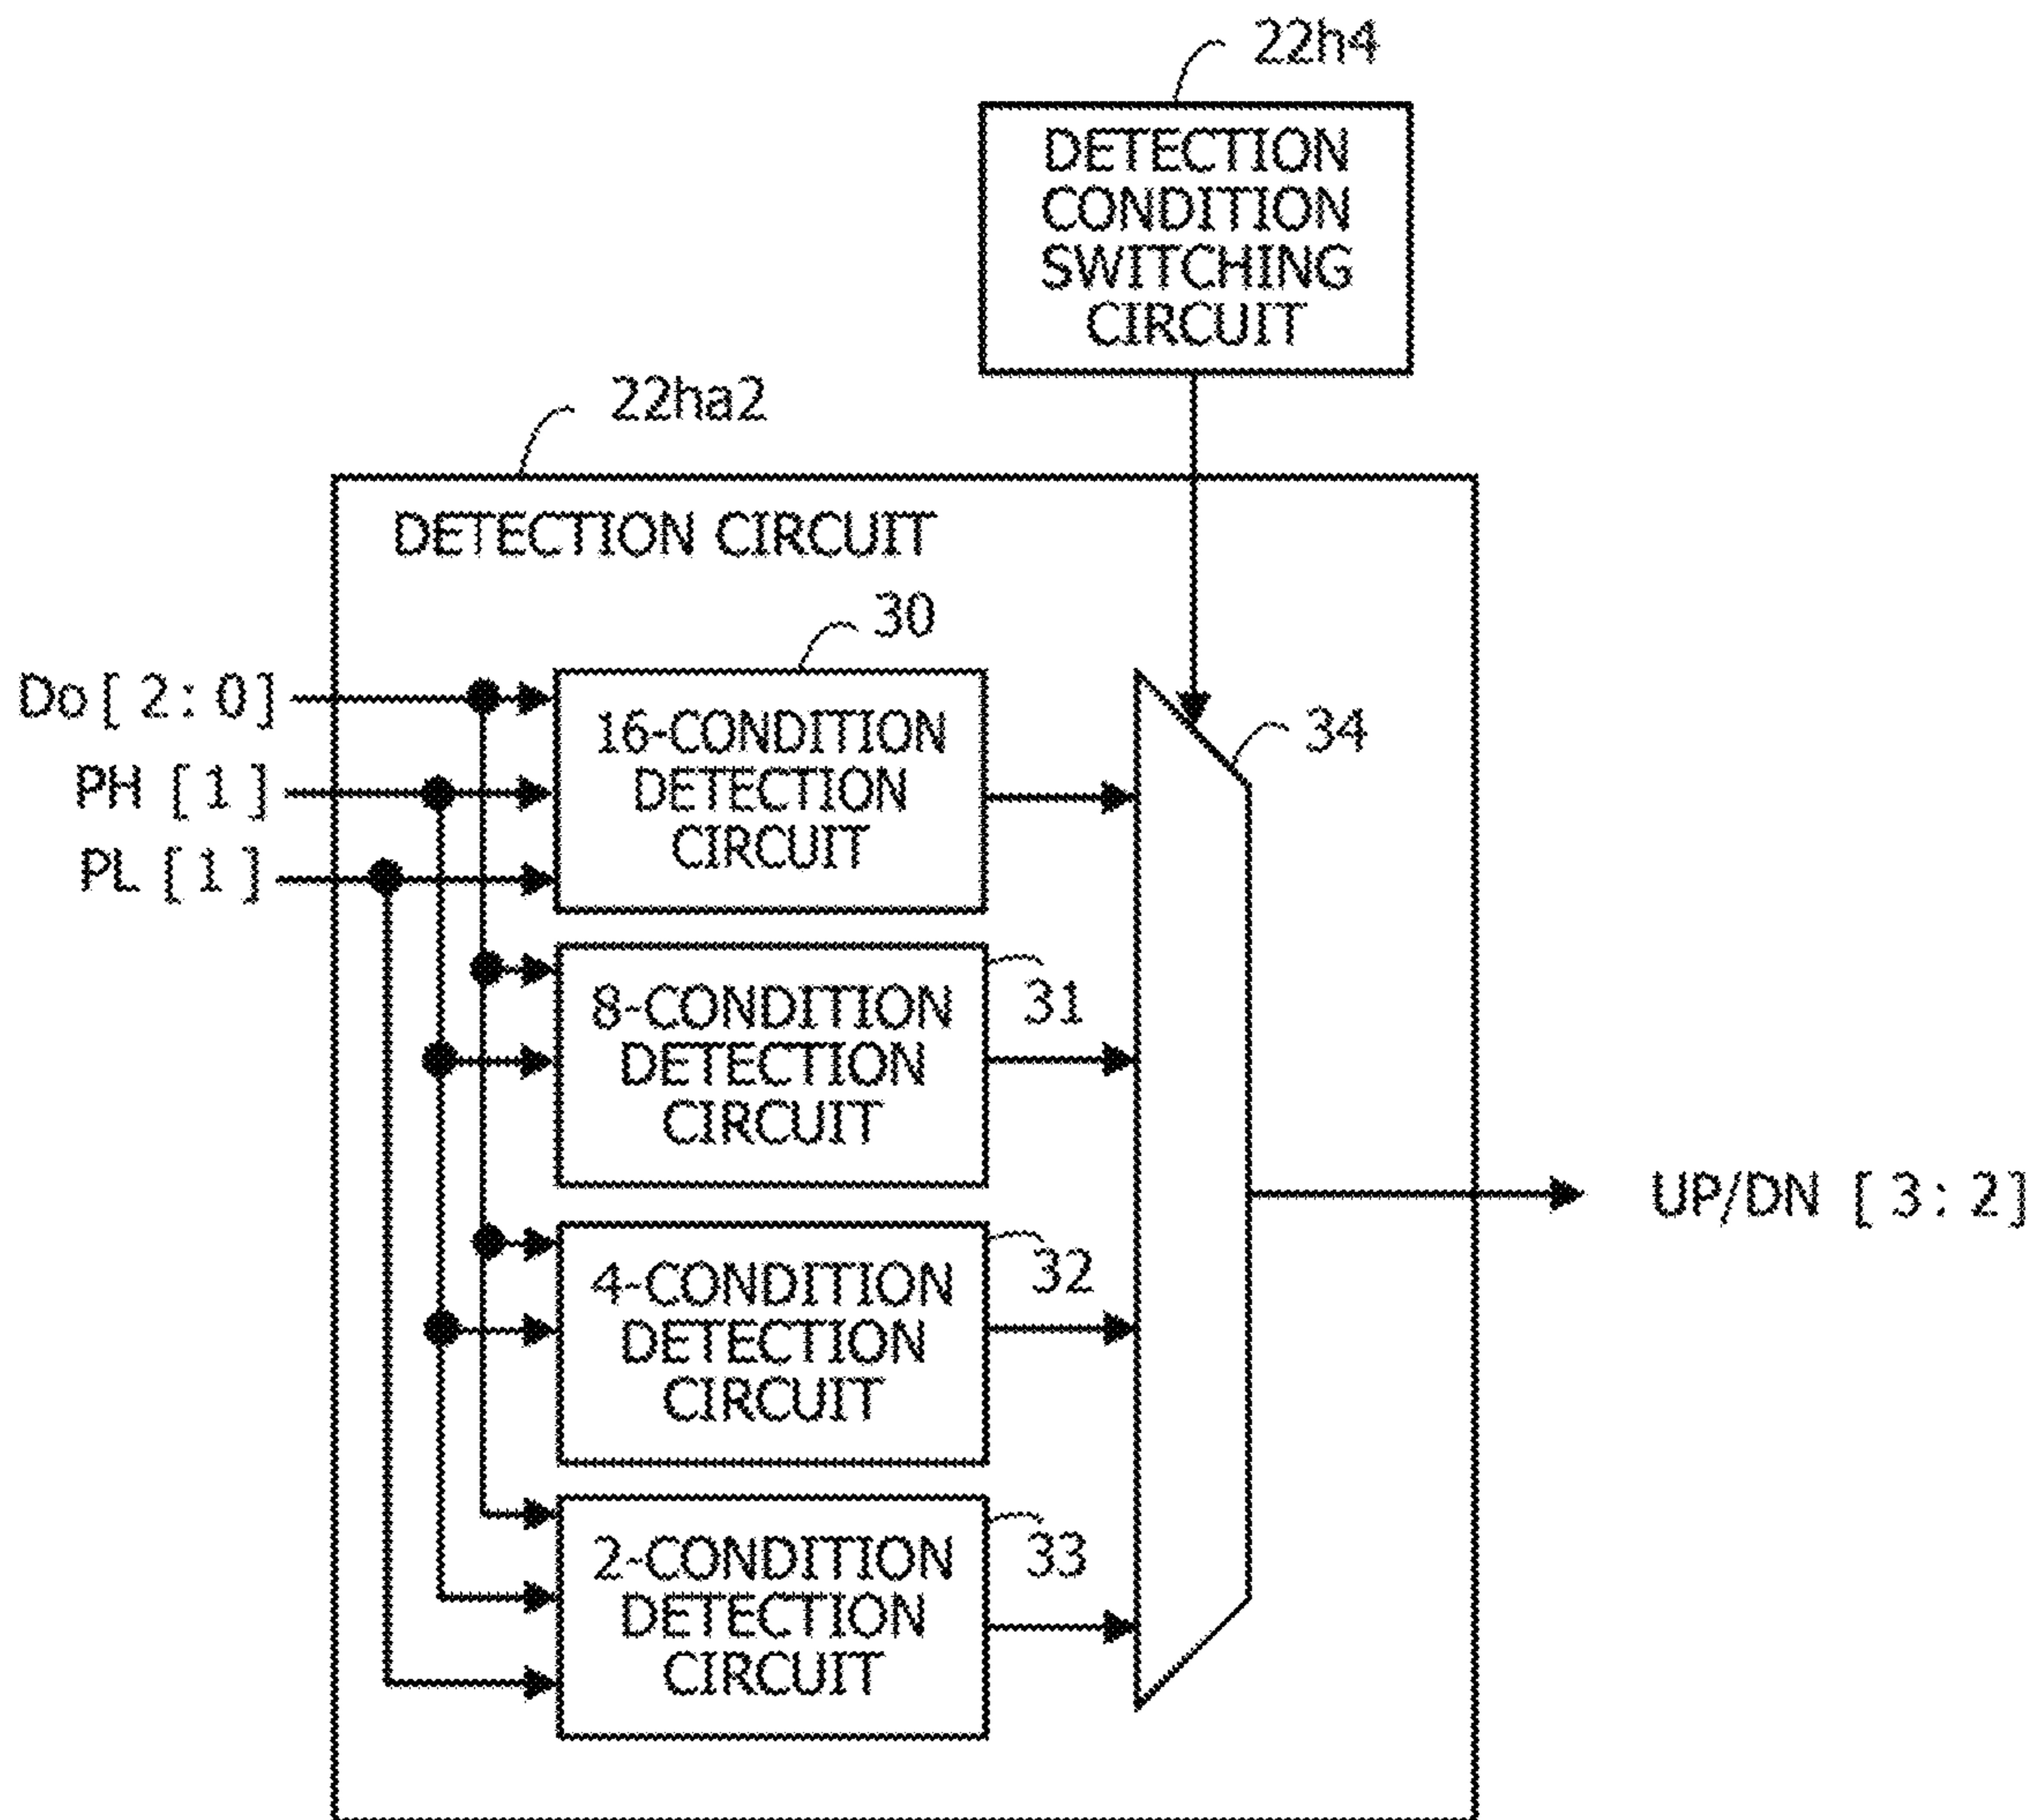 22h4
DETECTION
CONDITION
SWITCHING
CIRCUIT
22ha2
DETECTION CIRCUIT
30
Do [ 2 : 0 ]
PH [ 1 ]
PL [ 1 ]
16-CONDITION
DETECTION
CIRCUIT
34
31
8-CONDITION
DETECTION
CIRCUIT
UP/DN [ 3 : 2 ]
32
4-CONDITION
DETECTION
CIRCUIT
33
2-CONDITION
DETECTION
CIRCUIT